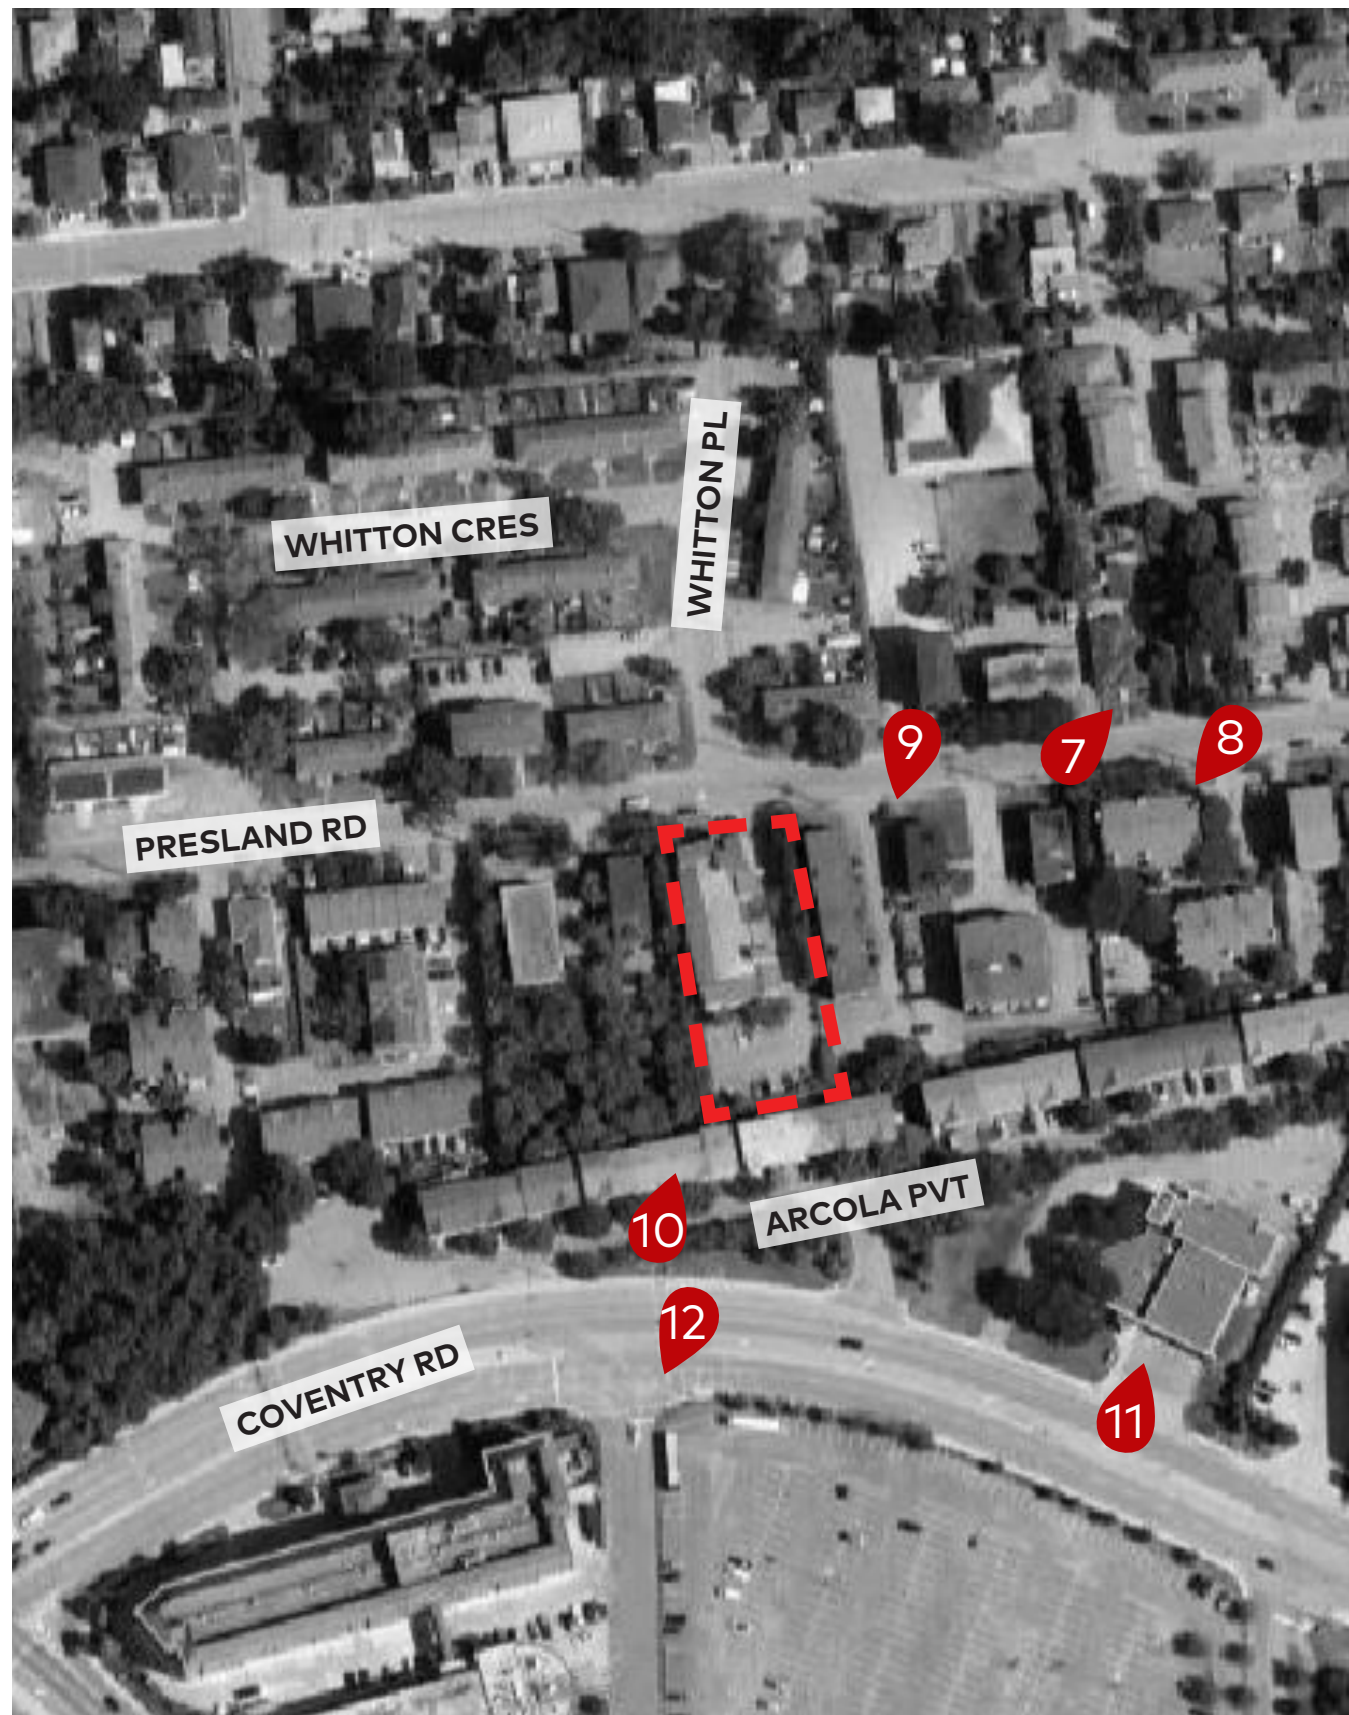 WHITTON PL
WHITTON CRES
9
7
8
PRESLAND RD
10
ARCOLA PVT
12
COVENTRY RD
11